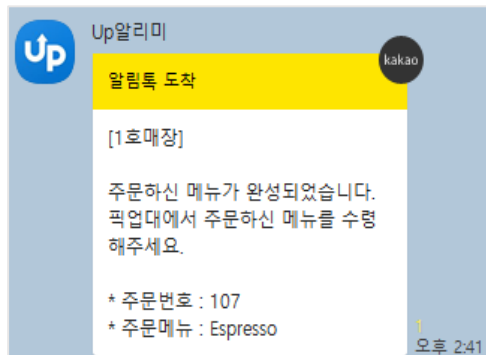 Up
Up알리미
kakao
알림톡 도착
[1호매장]
주문하신 메뉴가 완성되었습니다.
픽업대에서 주문하신 메뉴를 수령
해주세요.
* 주문번호 : 107
* 주문메뉴 : Espresso
1
오후 2:41